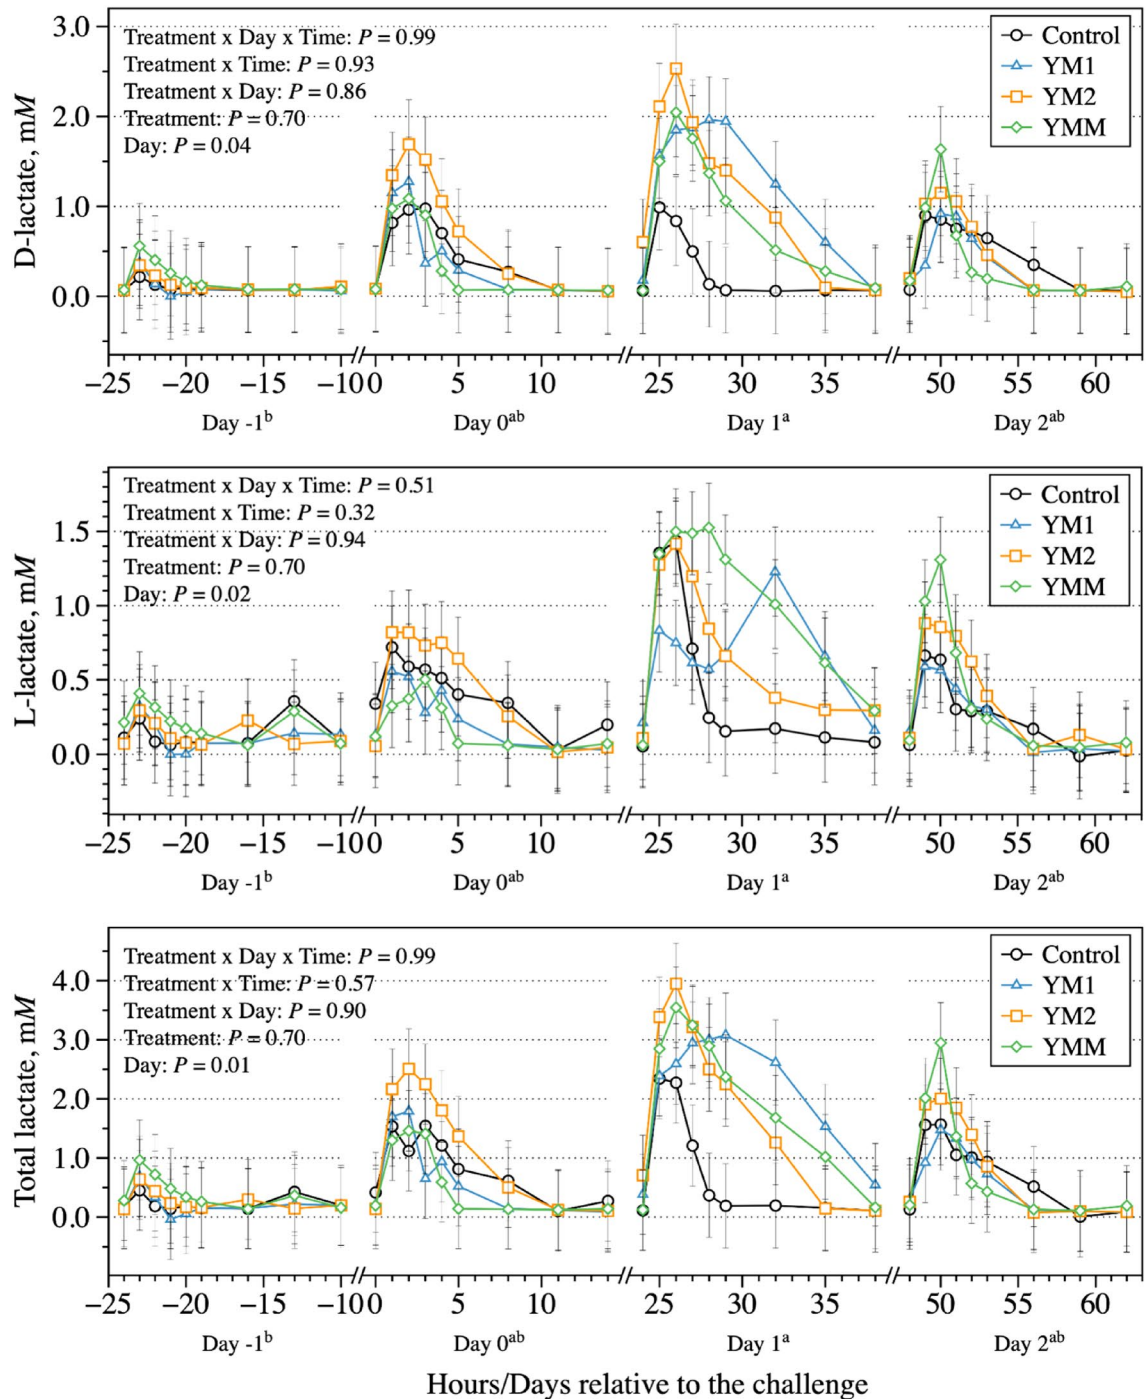 3.0
2.0
1.0
0.0
D-lactate, mM
Treatment x Day x Time: P = 0.99
Treatment x Time: P = 0.93
Treatment x Day: P = 0.86
Treatment: P = 0.70
Day: P = 0.04
Control
YM1
YM2
YMM
−25 −20 −15 −10 0 5 10 25 30 35 50 55 60
Day -1ᵇ Day 0ᵃᵇ Day 1ᵃ Day 2ᵃᵇ
1.5
1.0
0.5
0.0
L-lactate, mM
Treatment x Day x Time: P = 0.51
Treatment x Time: P = 0.32
Treatment x Day: P = 0.94
Treatment: P = 0.70
Day: P = 0.02
Control
YM1
YM2
YMM
−25 −20 −15 −100 5 10 25 30 35 50 55 60
Day -1ᵇ Day 0ᵃᵇ Day 1ᵃ Day 2ᵃᵇ
4.0
3.0
2.0
1.0
0.0
Total lactate, mM
Treatment x Day x Time: P = 0.99
Treatment x Time: P = 0.57
Treatment x Day: P = 0.90
Treatment: P = 0.70
Day: P = 0.01
Control
YM1
YM2
YMM
−25 −20 −15 −100 5 10 25 30 35 50 55 60
Day -1ᵇ Day 0ᵃᵇ Day 1ᵃ Day 2ᵃᵇ
Hours/Days relative to the challenge